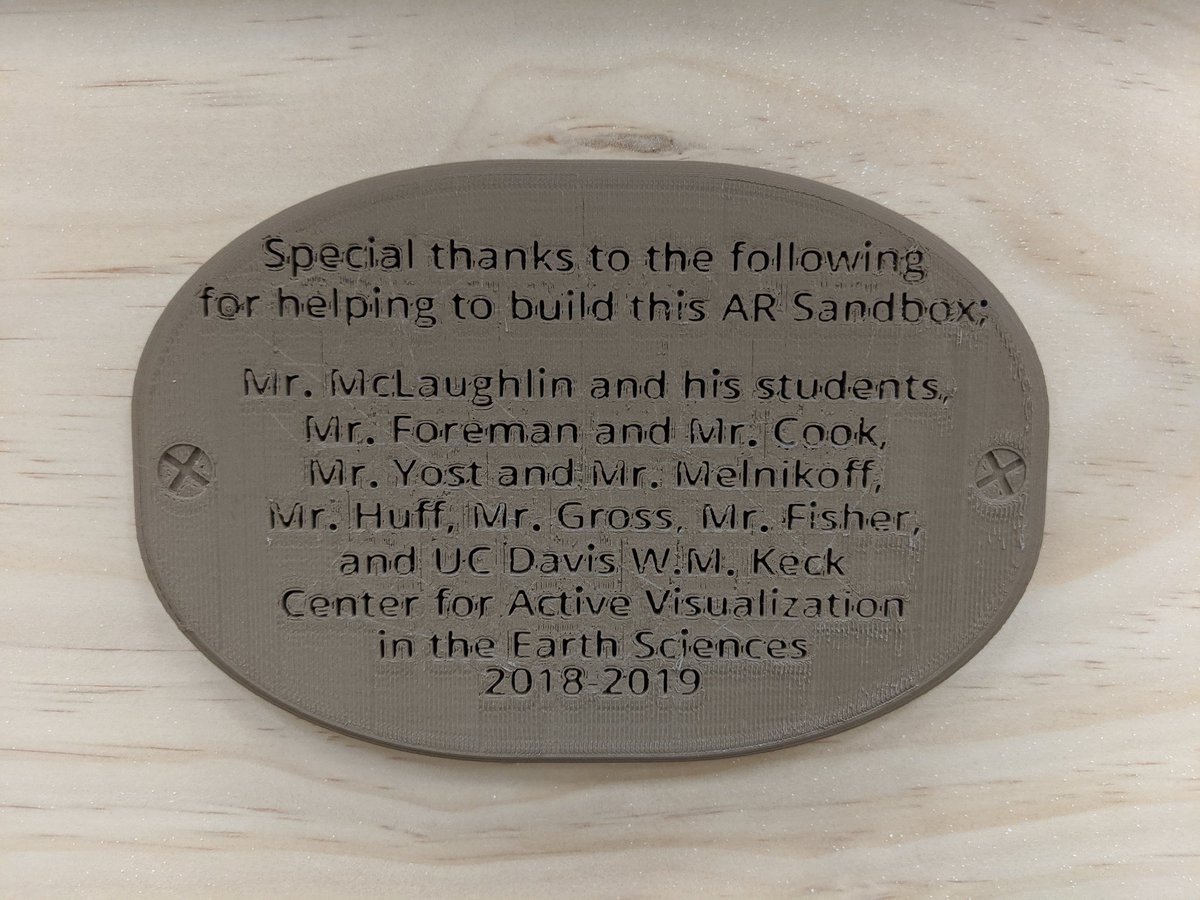 Special thanks to the following
for helping to build this AR Sandbox;
Mr. McLaughlin and his students,
Mr. Foreman and Mr. Cook,
Mr. Yost and Mr. Melnikoff,
Mr. Huff, Mr. Gross, Mr. Fisher,
and UC Davis W.M. Keck
Center for Active Visualization
in the Earth Sciences
2018-2019